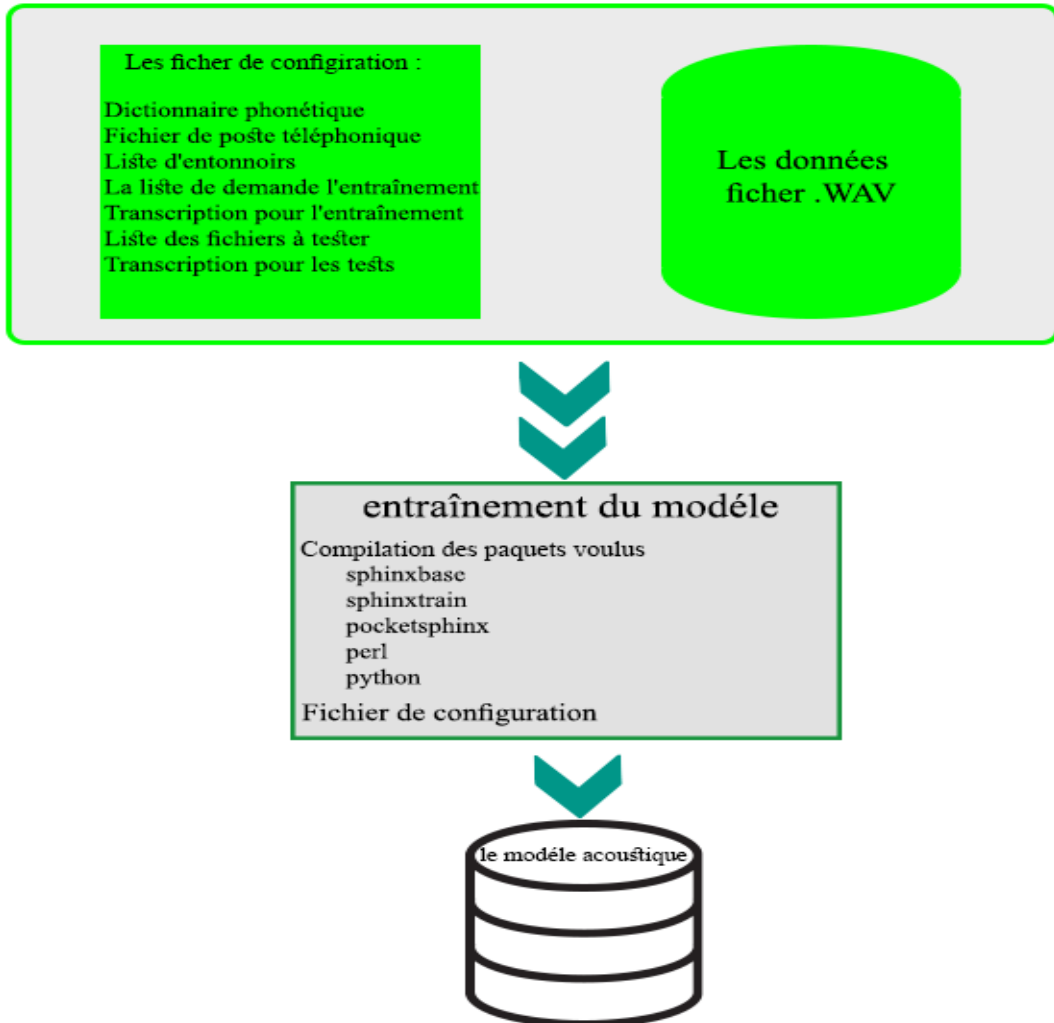 Les ficher de configiration :
Dictionnaire phonétique
Fichier de poste téléphonique
Liste d'entonnoirs
La liste de demande l'entraînement
Transcription pour l'entraînement
Liste des fichiers à tester
Transcription pour les tests
Les données
ficher .WAV
entraînement du modéle
Compilation des paquets voulus
sphinxbase
sphinxtrain
pocketsphinx
perl
python
Fichier de configuration
le modéle acoustique